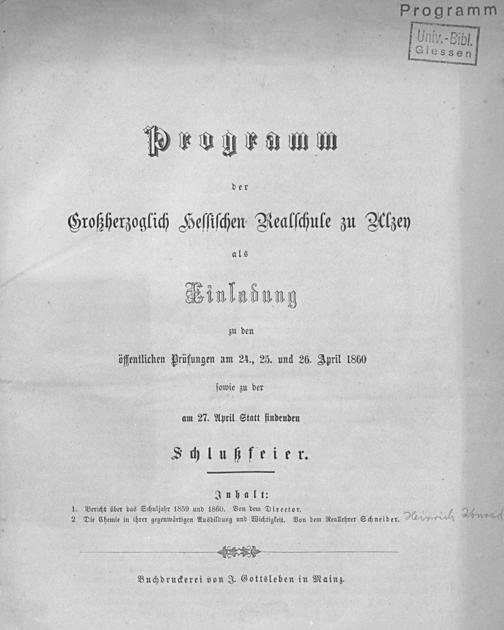 Programm
Univ.-Bibl.
Giessen
Programm
der
Großherzoglich Hessischen Realschule zu Alzey
als
Einladung
zu den
öffentlichen Prüfungen am 24., 25. und 26. April 1860
sowie zu der
am 27. April Statt findenden
Schlußfeier.
Inhalt:
1. Bericht über das Schuljahr 1859 und 1860. Von dem Director.
2 Die Chemie in ihrer gegenwärtigen Ausbildung und Wichtigkeit. Von dem Reallehrer Schneider. Heinrich Konrad
Buchdruckerei von J. Gottsleben in Mainz.